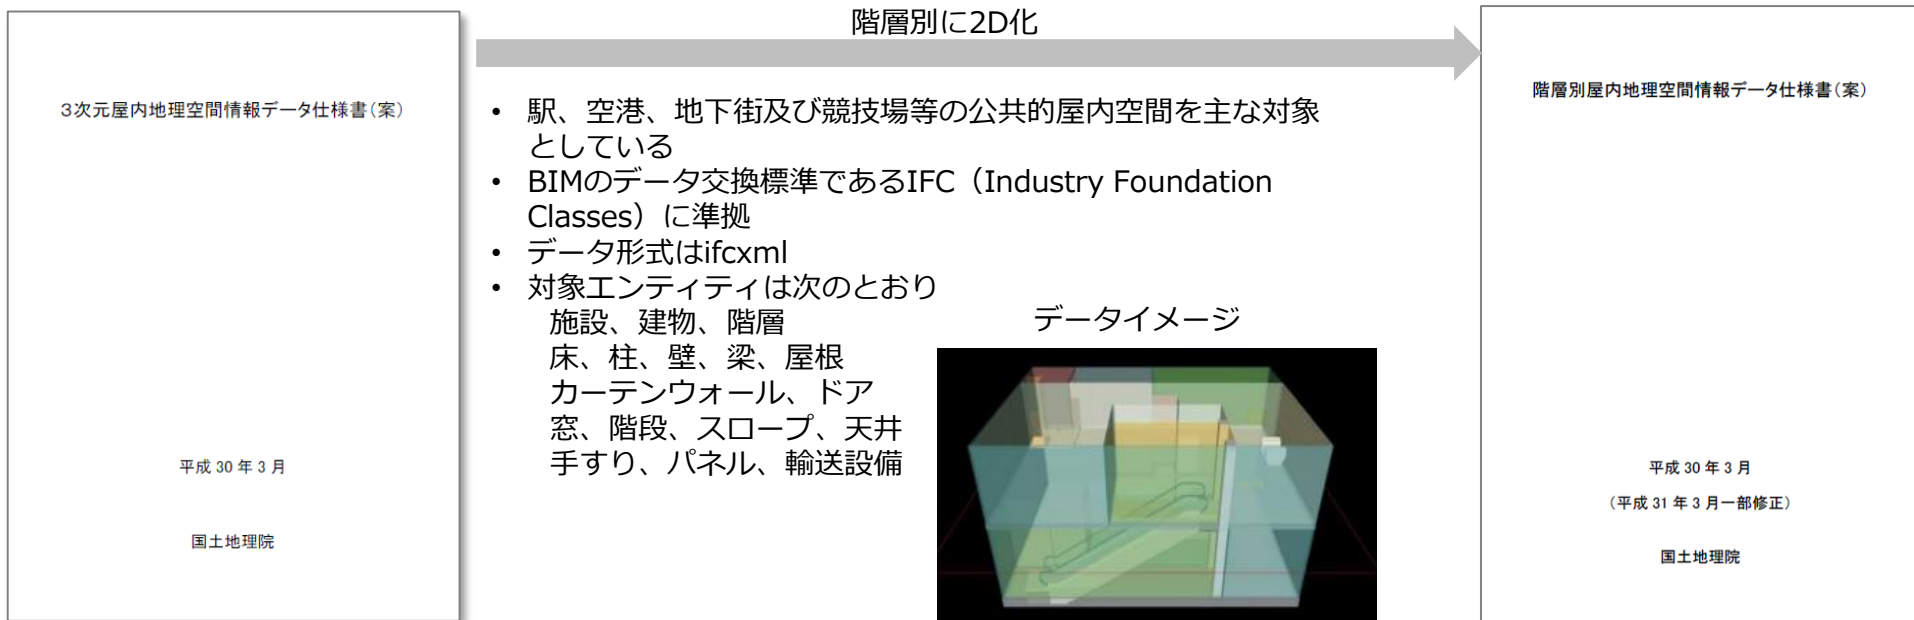 階層別に2D化
3次元屋内地理空間情報データ仕様書(案)
平成 30 年 3 月
国土地理院
• 駅、空港、地下街及び競技場等の公共的屋内空間を主な対象
としている
• BIMのデータ交換標準であるIFC（Industry Foundation
Classes）に準拠
• データ形式はifcxml
• 対象エンティティは次のとおり
施設、建物、階層
床、柱、壁、梁、屋根
カーテンウォール、ドア
窓、階段、スロープ、天井
手すり、パネル、輸送設備
データイメージ
階層別屋内地理空間情報データ仕様書(案)
平成 30 年 3 月
(平成 31 年 3 月一部修正)
国土地理院